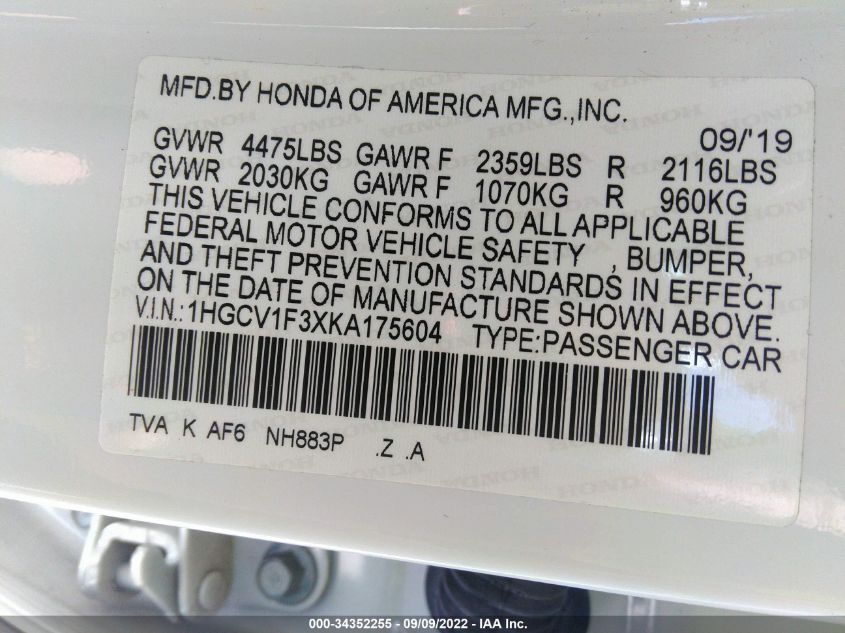 MFD.BY HONDA OF AMERICA MFG.,INC.
09/'19
GVWR 4475LBS GAWR F 2359LBS R 2116LBS
GVWR 2030KG GAWR F 1070KG R 960KG
THIS VEHICLE CONFORMS TO ALL APPLICABLE
FEDERAL MOTOR VEHICLE SAFETY , BUMPER,
AND THEFT PREVENTION STANDARDS IN EFFECT
ON THE DATE OF MANUFACTURE SHOWN ABOVE.
V.I.N.:1HGCV1F3XKA175604 TYPE:PASSENGER CAR
TVA K AF6 NH883P .Z .A
000-34352255 - 09/09/2022 - IAA Inc.